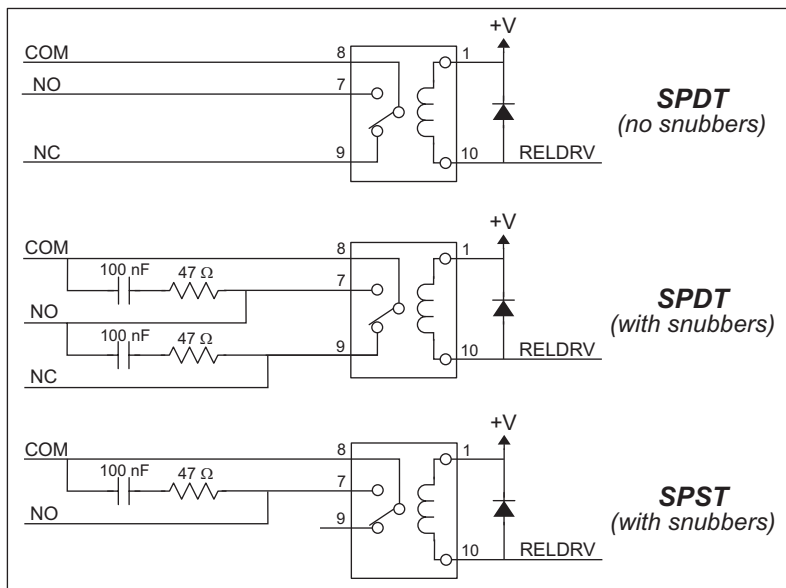 +V
COM 8 1
NO 7
SPDT
(no snubbers)
NC 9 10 RELDRV
+V
COM 8 1
100 nF 47 Ω 7
SPDT
(with snubbers)
NO
100 nF 47 Ω 9 10 RELDRV
NC
+V
COM 8 1
100 nF 47 Ω 7
SPST
(with snubbers)
NO 9
10 RELDRV